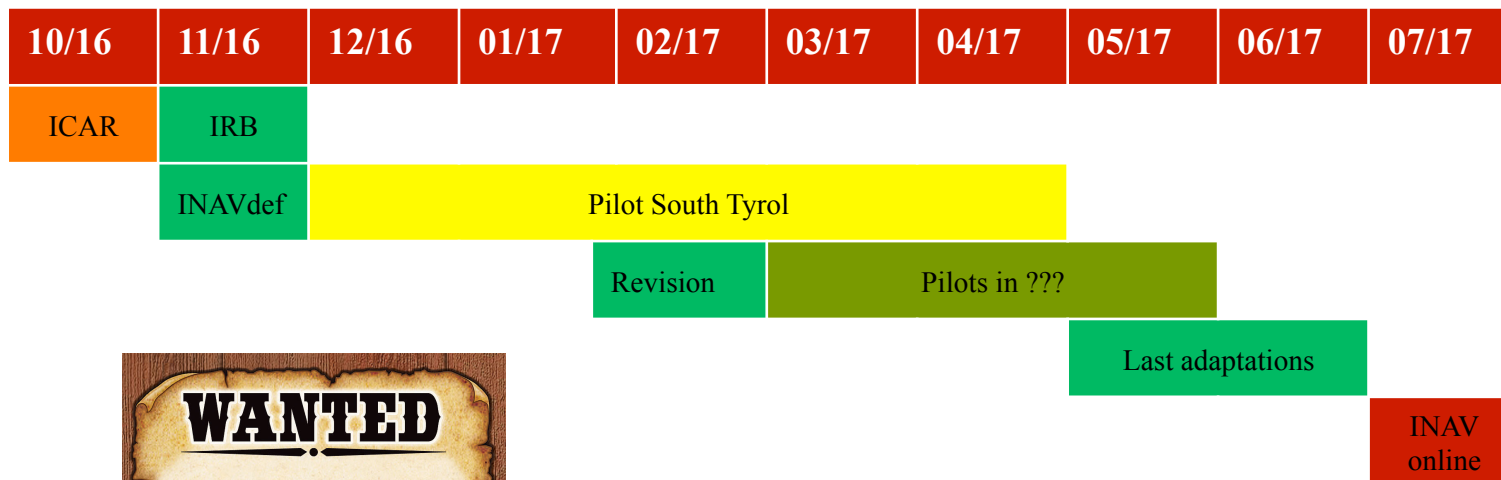 10/16 11/16 12/16 01/17 02/17 03/17 04/17 05/17 06/17 07/17
ICAR IRB
INAVdef Pilot South Tyrol
Revision Pilots in ???
Last adaptations
WANTED
INAV
online